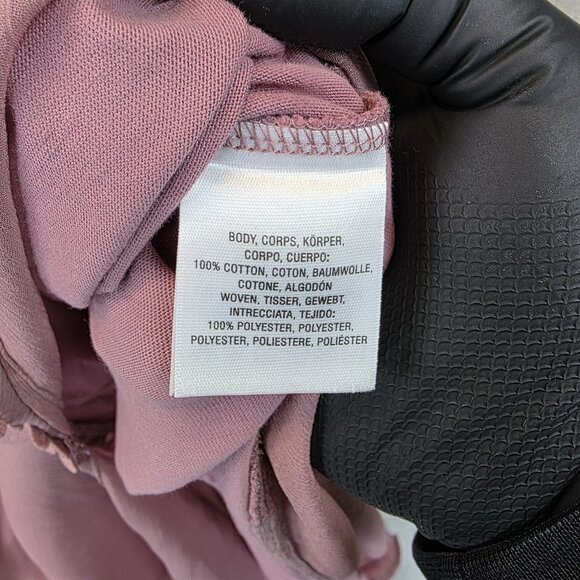 BODY, CORPS, KÖRPER,
CORPO, CUERPO:
100% COTTON, COTON, BAUMWOLLE,
COTONE, ALGODÓN
WOVEN, TISSER, GEWEBT,
INTRECCIATA, TEJIDO:
100% POLYESTER, POLYESTER,
POLYESTER, POLIESTERE, POLIÉSTER